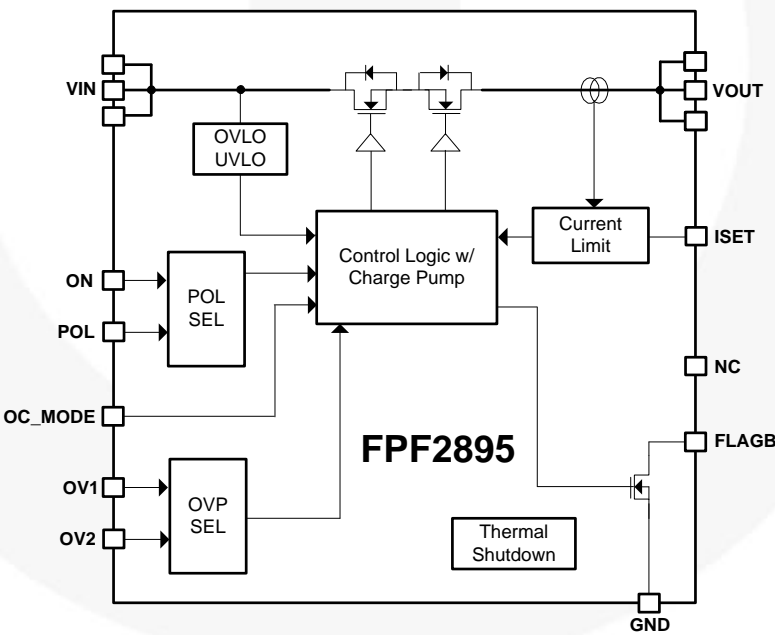 VIN
VOUT
OVLO
UVLO
Current
Limit
ISET
Control Logic w/
Charge Pump
ON
POL
SEL
POL
NC
OC_MODE
FPF2895
FLAGB
OV1
OVP
SEL
OV2
Thermal
Shutdown
GND